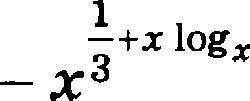 − x^{1/3 + x log_x}